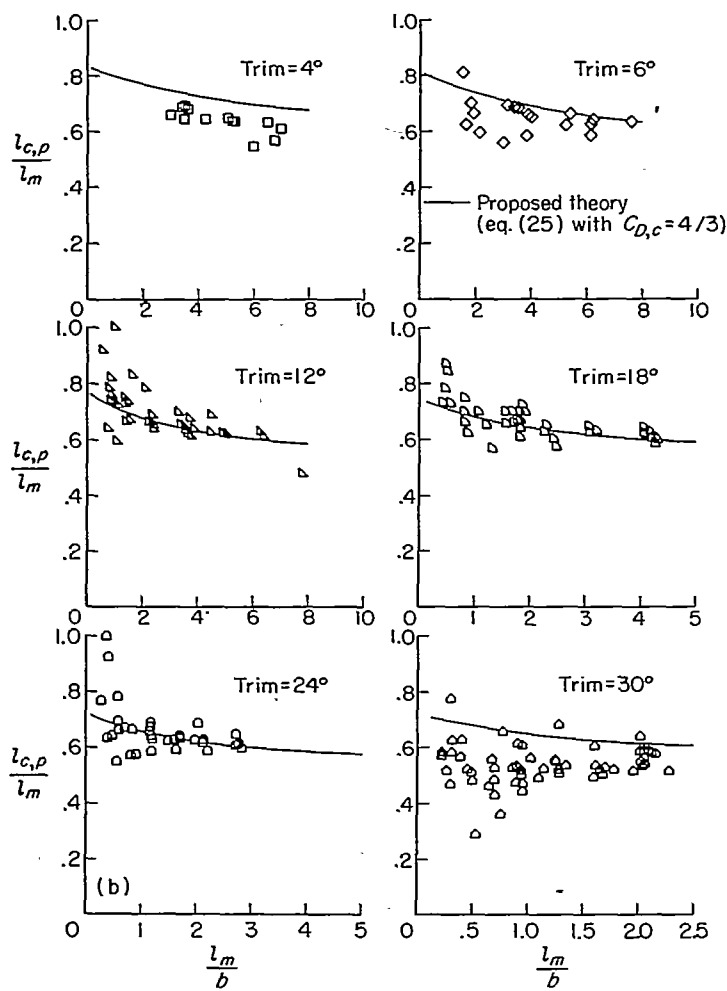 1.0
.8
.6
.4
.2
0
l_{c,p}/l_m
Trim=4°
2 4 6 8 10
1.0
.8
.6
.4
.2
0
Trim=6°
Proposed theory
(eq. (25) with C_{D,c}=4/3)
2 4 6 8 10
1.0
.8
.6
.4
.2
0
l_{c,p}/l_m
Trim=12°
2 4 6 8 10
1.0
.8
.6
.4
.2
0
Trim=18°
1 2 3 4 5
1.0
.8
.6
.4
.2
0
l_{c,p}/l_m
Trim=24°
(b)
1 2 3 4 5
l_m/b
1.0
.8
.6
.4
.2
0
Trim=30°
.5 1.0 1.5 2.0 2.5
l_m/b